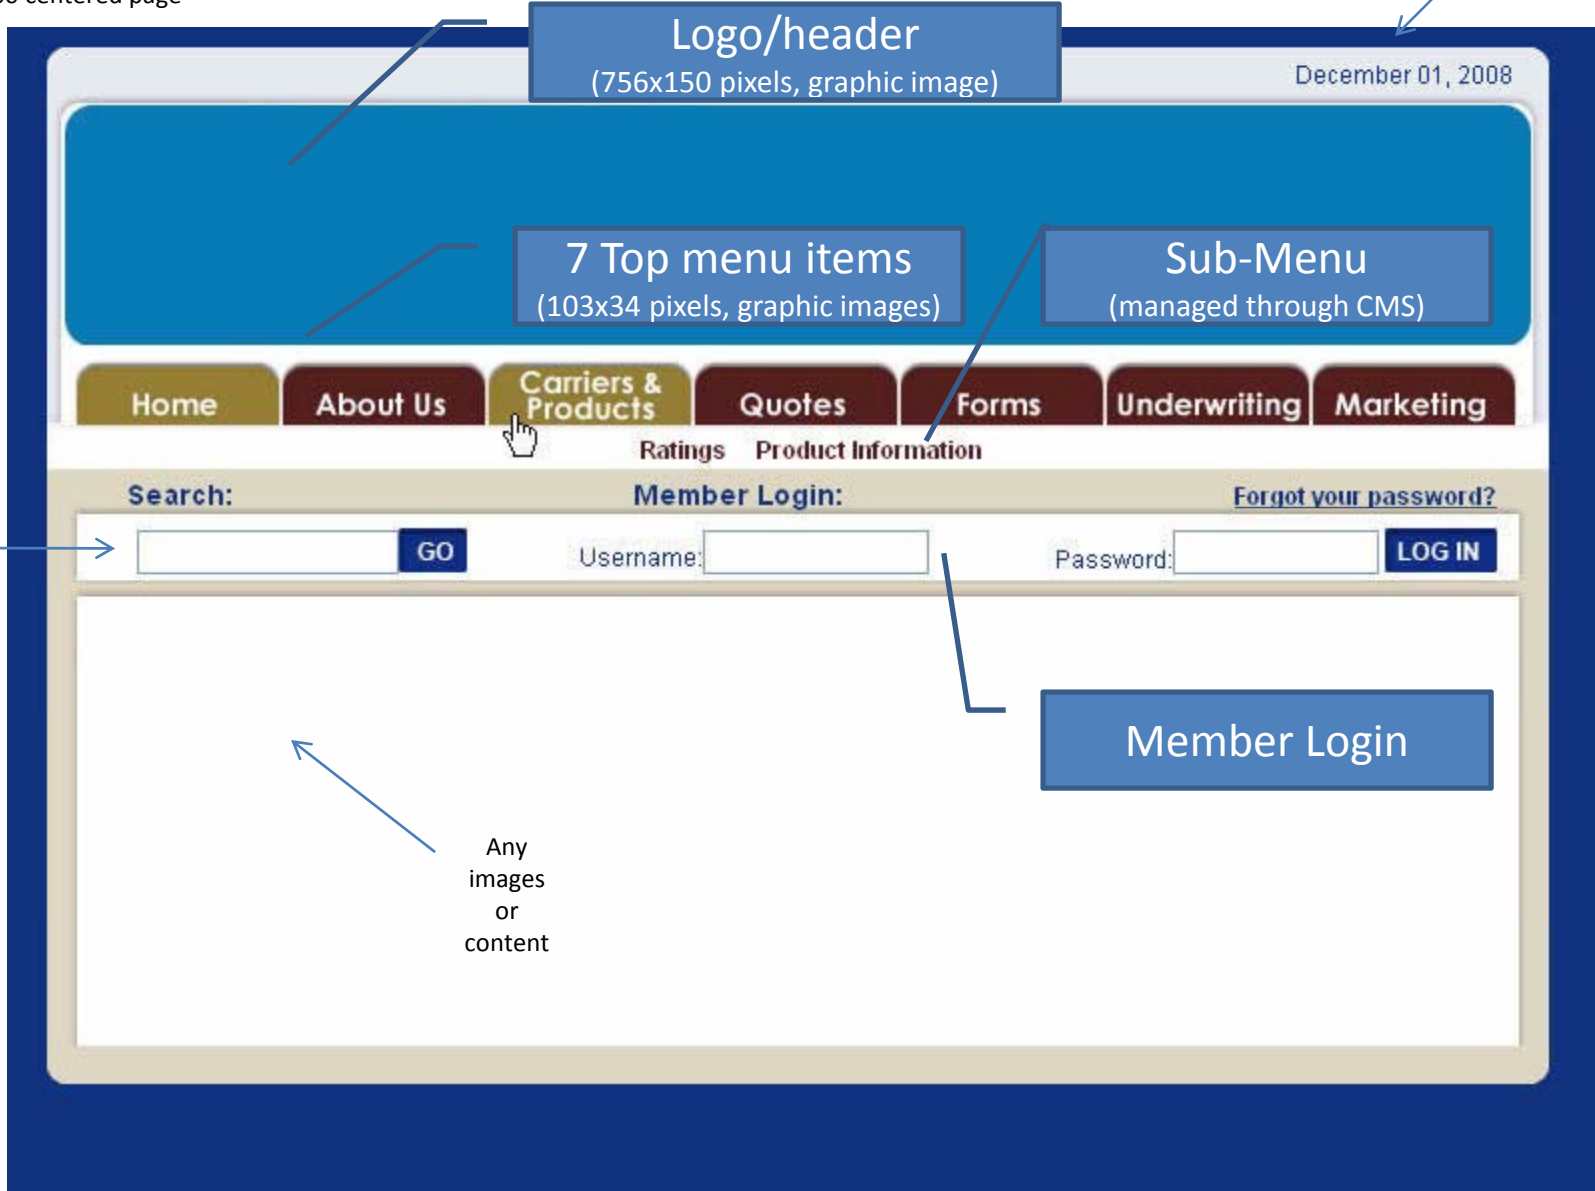 centered page
Logo/header
(756x150 pixels, graphic image)
December 01, 2008
7 Top menu items
(103x34 pixels, graphic images)
Sub-Menu
(managed through CMS)
Home
About Us
Carriers &
Products
Quotes
Forms
Underwriting
Marketing
Ratings
Product Information
Search:
Member Login:
Forgot your password?
GO
Username:
Password:
LOG IN
Member Login
Any
images
or
content